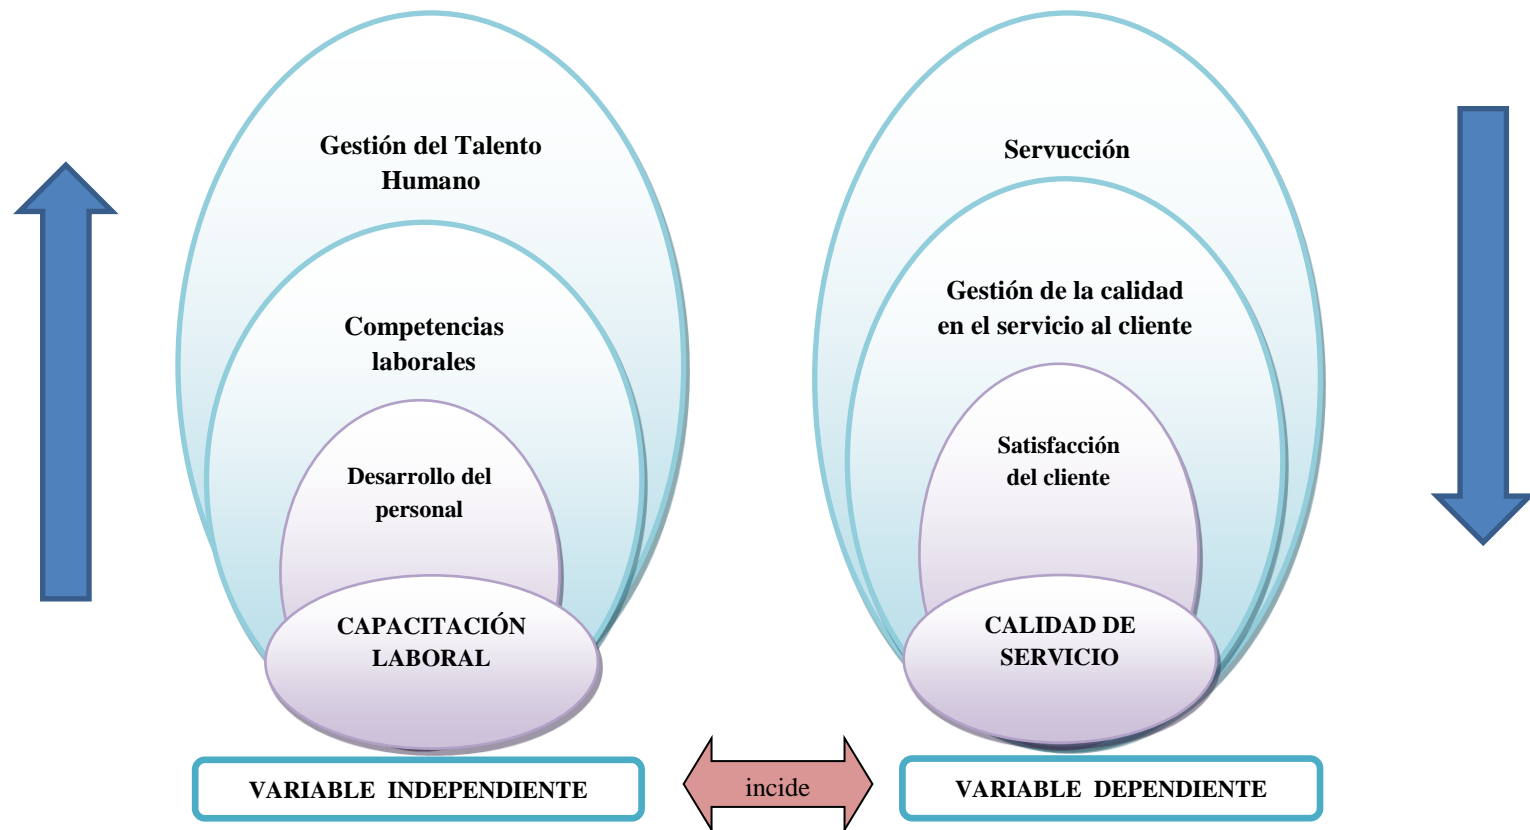 Gestión del Talento
Humano
Competencias
laborales
Desarrollo del
personal
CAPACITACIÓN
LABORAL
VARIABLE INDEPENDIENTE
incide
Servucción
Gestión de la calidad
en el servicio al cliente
Satisfacción
del cliente
CALIDAD DE
SERVICIO
VARIABLE DEPENDIENTE